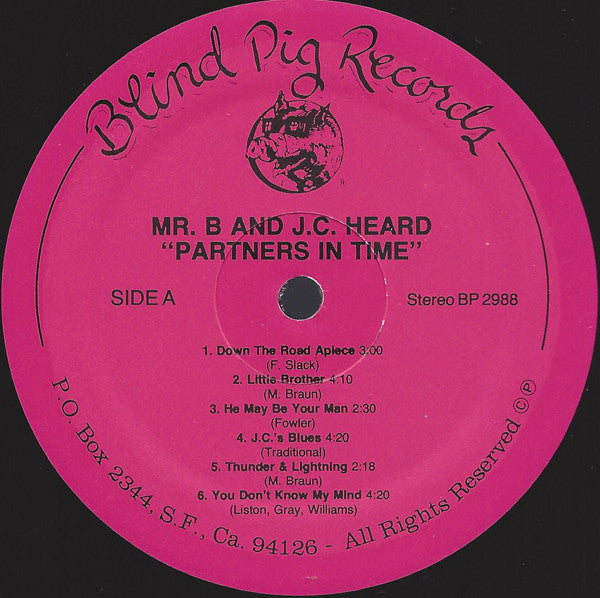 Blind Pig Records
MR. B AND J.C. HEARD
"PARTNERS IN TIME"
SIDE A
Stereo BP 2988
1. Down The Road Apiece 3:00
(F. Slack)
2. Little Brother 4:10
(M. Braun)
3. He May Be Your Man 2:30
(Fowler)
4. J.C.'s Blues 4:20
(Traditional)
5. Thunder & Lightning 2:18
(M. Braun)
6. You Don't Know My Mind 4:20
(Liston, Gray, Williams)
P.O. Box 2344, S.F., Ca. 94126 - All Rights Reserved © ℗